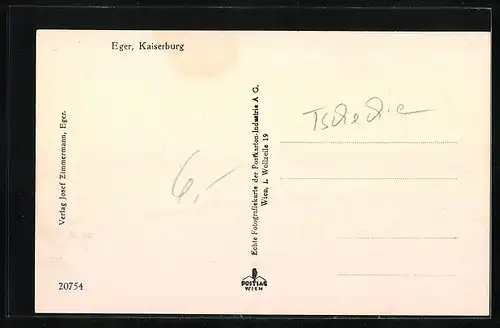 Eger, Kaiserburg
Verlag Josef Zimmermann, Eger.
20754
6,-
Echte Fotografiekarte der Postkarten-Industrie A G,
Wien, I. Wollzeile 19
POSTIAG
WIEN
Tschechie